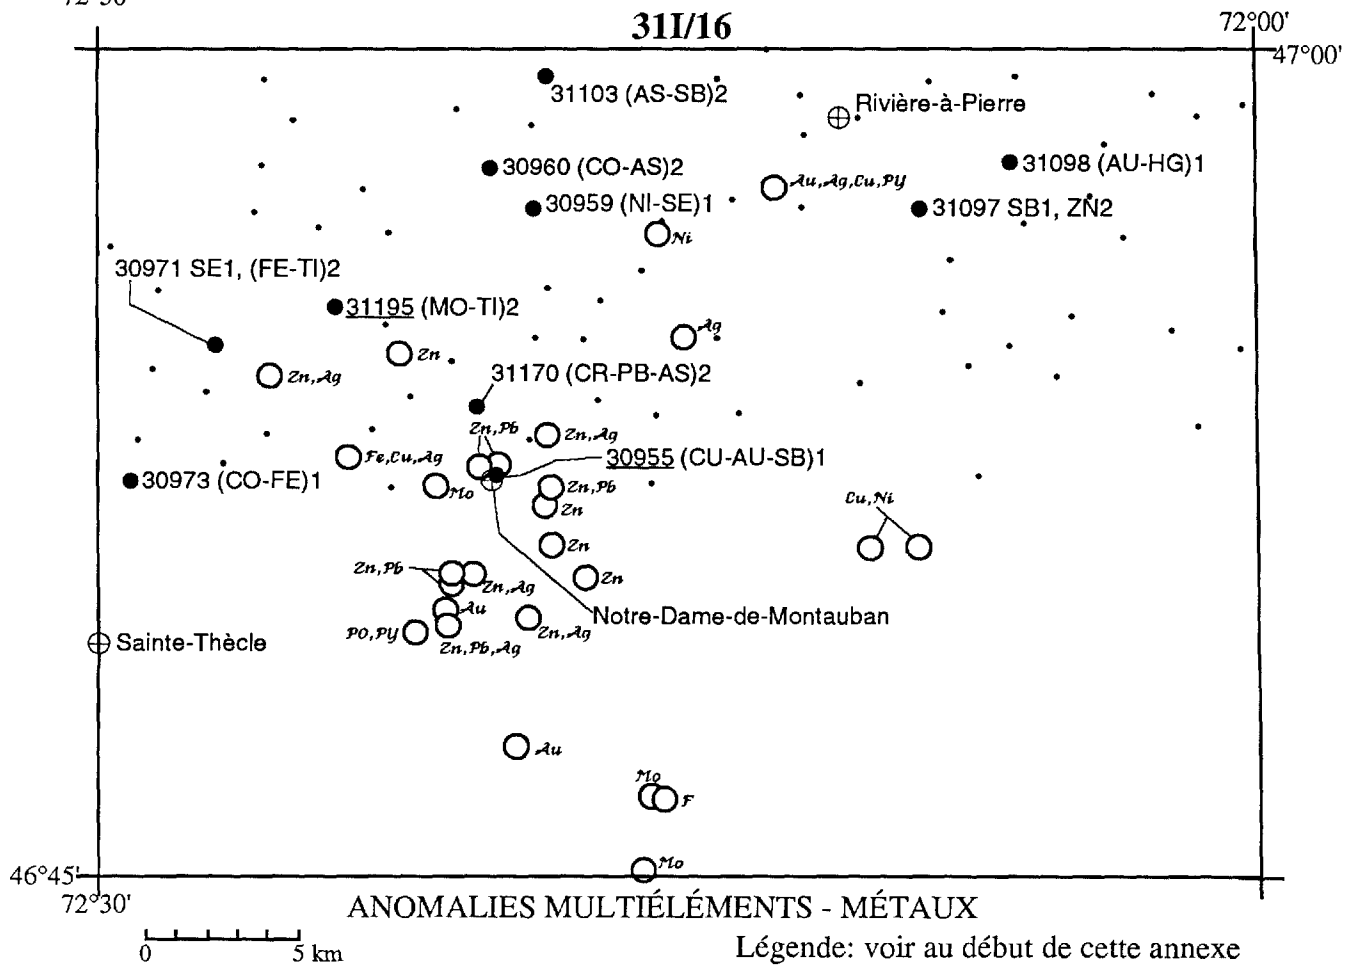 31I/16
72°00'
47°00'
31103 (AS-SB)2
Rivière-à-Pierre
30960 (CO-AS)2
31098 (AU-HG)1
Au,Ag,Cu,PY
30959 (NI-SE)1
31097 SB1, ZN2
Ni
30971 SE1, (FE-TI)2
31195 (MO-TI)2
Ag
Zn
Zn,Ag
31170 (CR-PB-AS)2
Zn,Pb
Zn,Ag
Fe,Cu,Ag
30955 (CU-AU-SB)1
30973 (CO-FE)1
Mo
Zn,Pb
Cu,Ni
Zn
Zn
Zn,Pb
Zn,Ag
Zn
Au
Notre-Dame-de-Montauban
PO,PY
Zn,Ag
Sainte-Thècle
Zn,Pb,Ag
Au
Mo
F
Mo
46°45'
72°30'
ANOMALIES MULTIÉLÉMENTS - MÉTAUX
0 5 km
Légende: voir au début de cette annexe